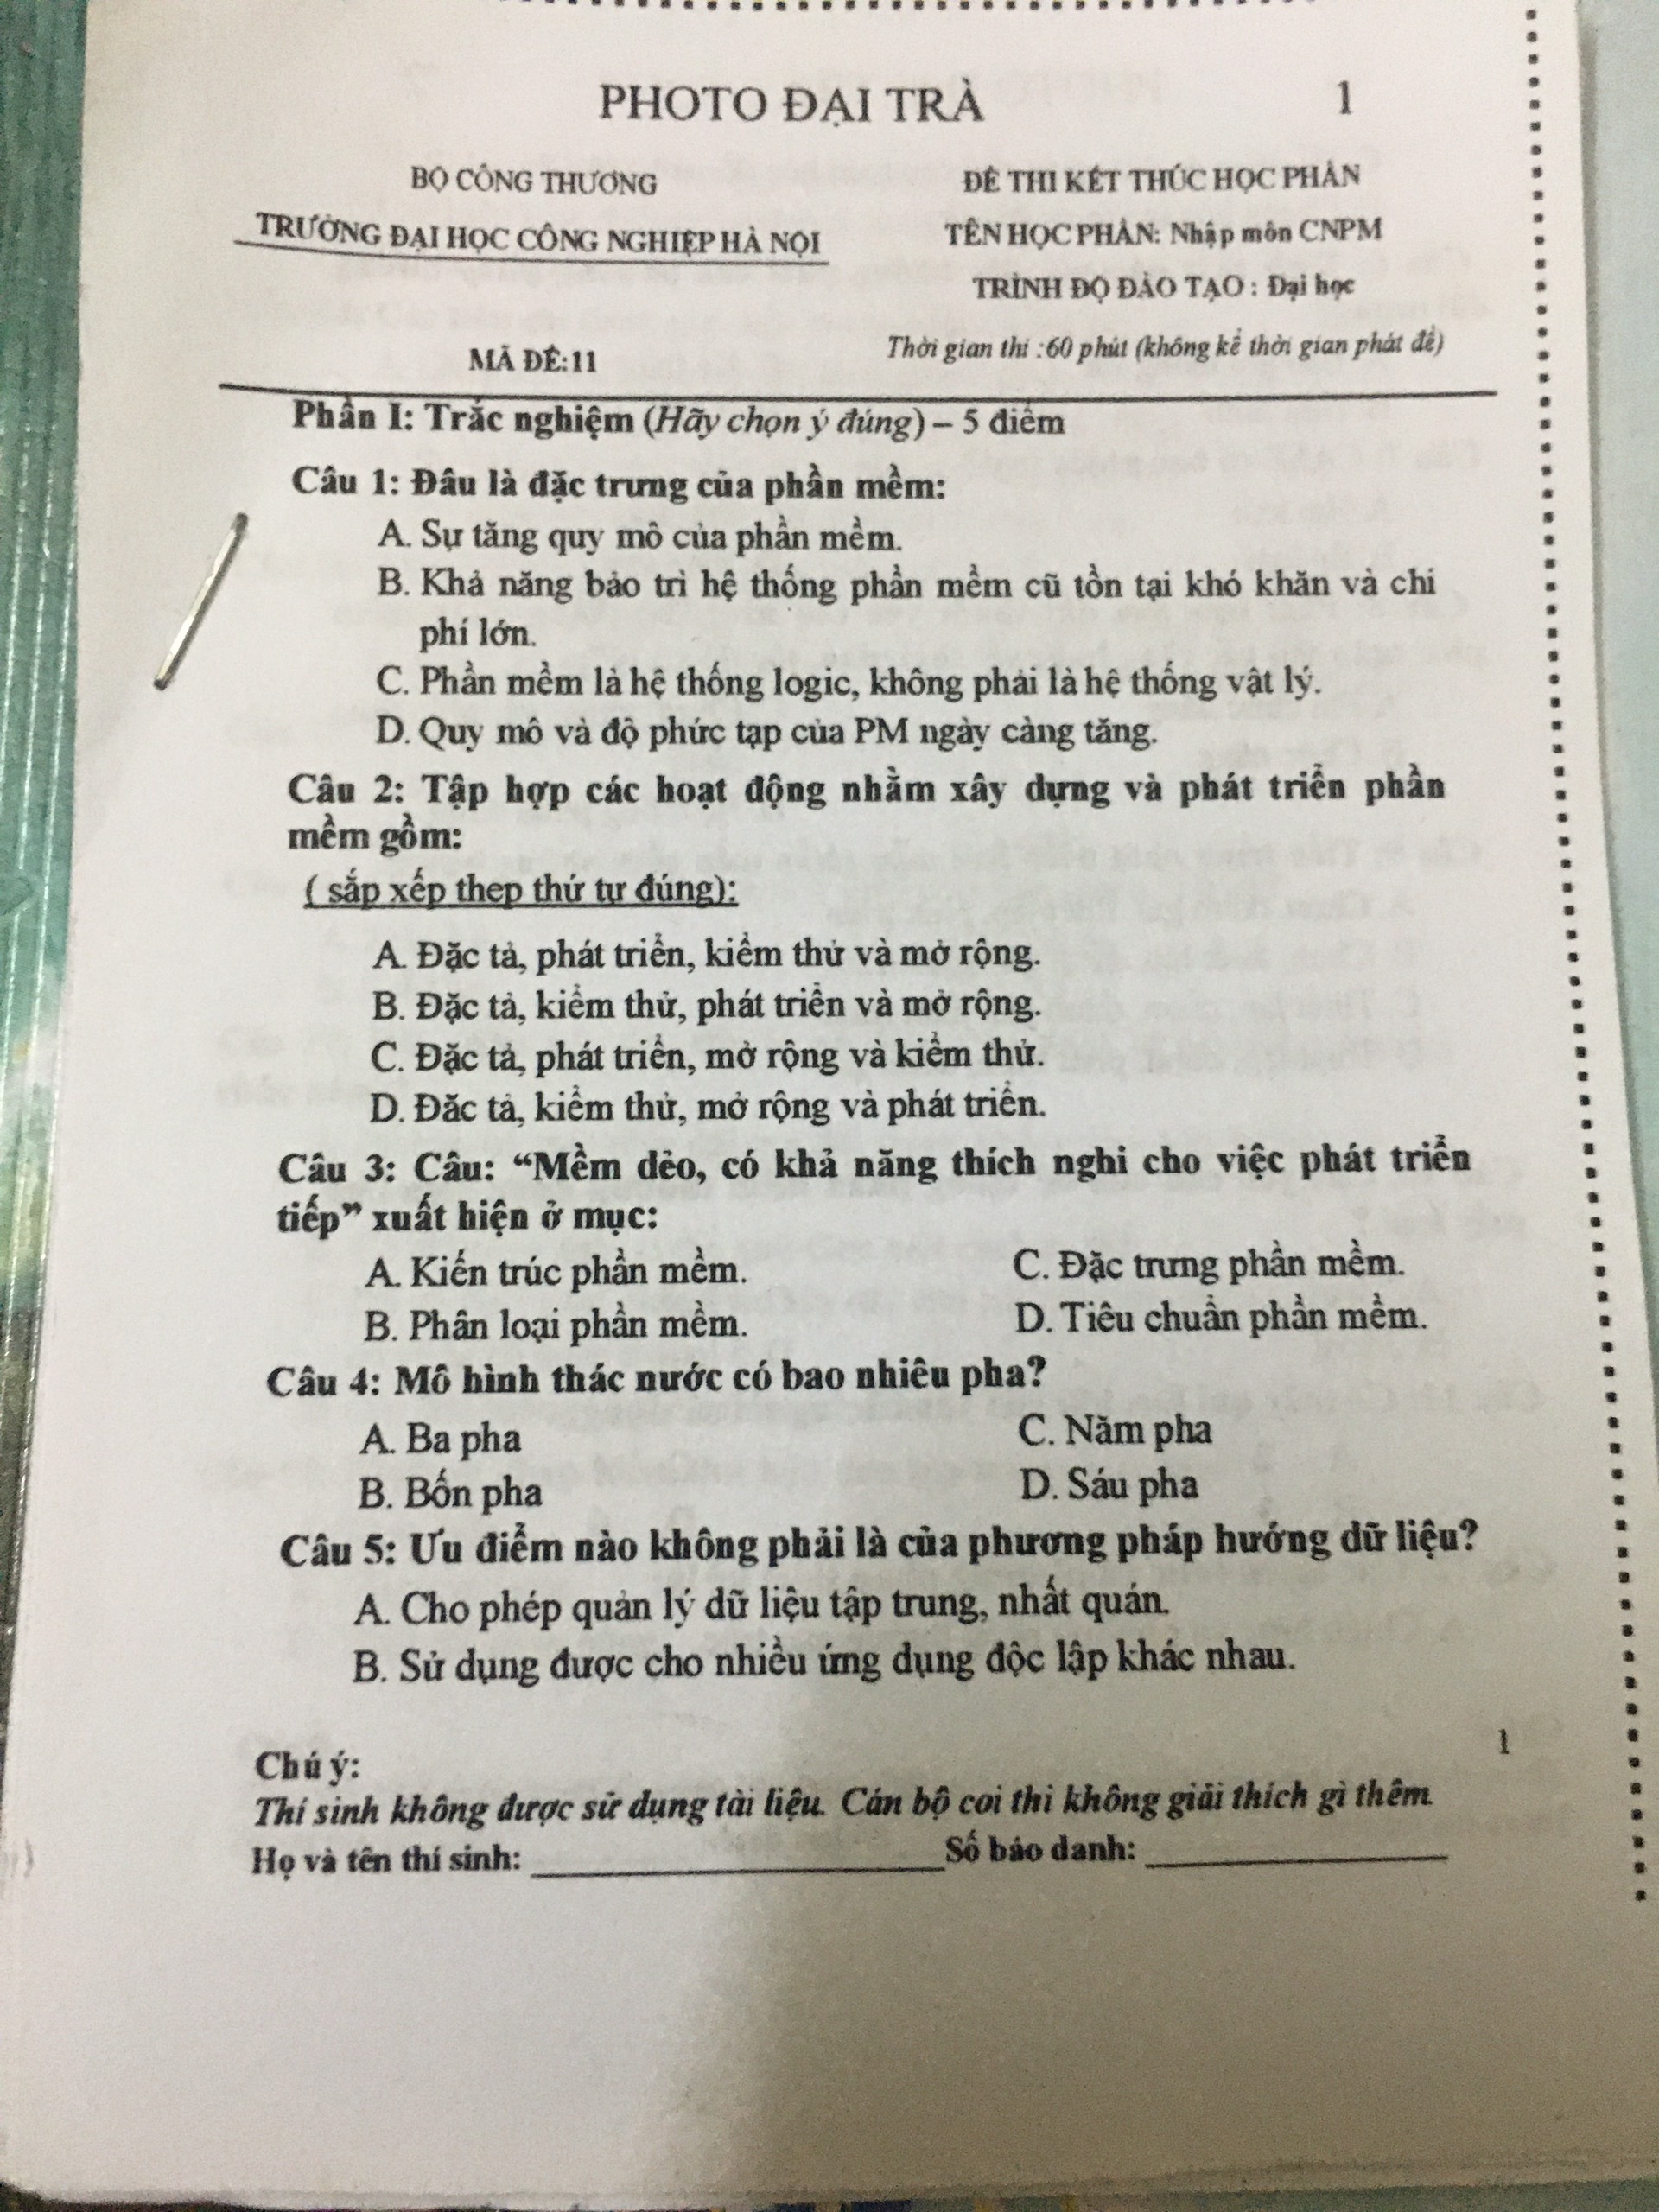 PHOTO ĐẠI TRÀ 1
BỘ CÔNG THƯƠNG
TRƯỜNG ĐẠI HỌC CÔNG NGHIỆP HÀ NỘI
MÃ ĐỀ:11
ĐỀ THI KẾT THÚC HỌC PHẦN
TÊN HỌC PHẦN: Nhập môn CNPM
TRÌNH ĐỘ ĐÀO TẠO : Đại học
Thời gian thi :60 phút (không kể thời gian phát đề)
Phần I: Trắc nghiệm (Hãy chọn ý đúng) – 5 điểm
Câu 1: Đâu là đặc trưng của phần mềm:
A. Sự tăng quy mô của phần mềm.
B. Khả năng bảo trì hệ thống phần mềm cũ tồn tại khó khăn và chi
phí lớn.
C. Phần mềm là hệ thống logic, không phải là hệ thống vật lý.
D. Quy mô và độ phức tạp của PM ngày càng tăng.
Câu 2: Tập hợp các hoạt động nhằm xây dựng và phát triển phần
mềm gồm:
( sắp xếp thep thứ tự đúng):
A. Đặc tả, phát triển, kiểm thử và mở rộng.
B. Đặc tả, kiểm thử, phát triển và mở rộng.
C. Đặc tả, phát triển, mở rộng và kiểm thử.
D. Đăc tả, kiểm thử, mở rộng và phát triển.
Câu 3: Câu: “Mềm dẻo, có khả năng thích nghi cho việc phát triển
tiếp” xuất hiện ở mục:
A. Kiến trúc phần mềm.
B. Phân loại phần mềm.
C. Đặc trưng phần mềm.
D. Tiêu chuẩn phần mềm.
Câu 4: Mô hình thác nước có bao nhiêu pha?
A. Ba pha
B. Bốn pha
C. Năm pha
D. Sáu pha
Câu 5: Ưu điểm nào không phải là của phương pháp hướng dữ liệu?
A. Cho phép quản lý dữ liệu tập trung, nhất quán.
B. Sử dụng được cho nhiều ứng dụng độc lập khác nhau.
1
Chú ý:
Thí sinh không được sử dụng tài liệu. Cán bộ coi thi không giải thích gì thêm.
Họ và tên thí sinh: Số báo danh: